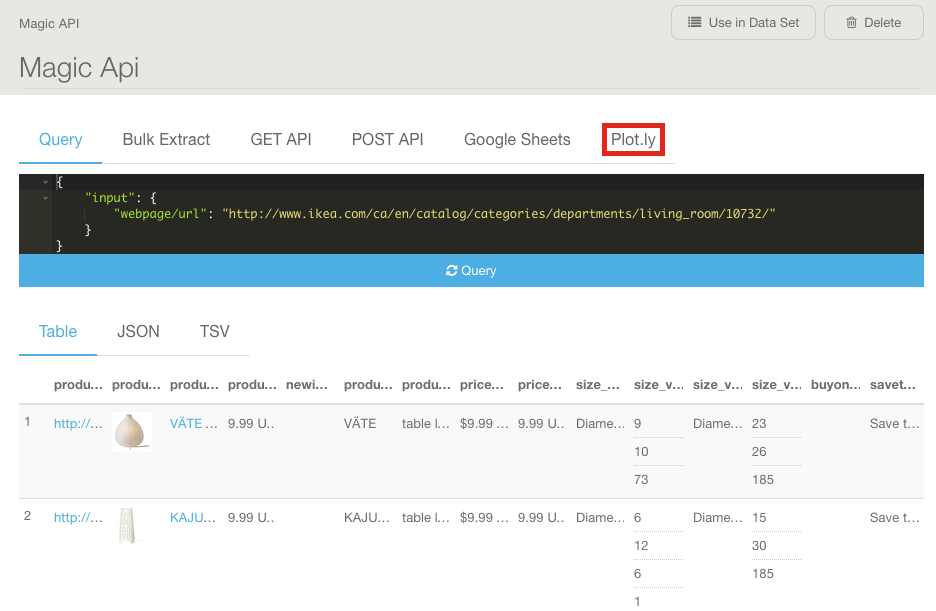 Magic API
Use in Data Set
Delete
Magic Api
Query Bulk Extract GET API POST API Google Sheets Plot.ly
{
"input": {
"webpage/url": "http://www.ikea.com/ca/en/catalog/categories/departments/living_room/10732/"
}
}
Query
Table JSON TSV
produ... produ... produ... produ... newi... produ... produ... price... price... size_... size_v... size_v... size_v... buyon... savet...
1 http://... VÄTE ... 9.99 U.. VÄTE table l... $9.99 ... 9.99 U.. Diame... 9 Diame... 23 Save t...
10 26
73 185
2 http://... KAJU... 9.99 U.. KAJU... table l... $9.99 ... 9.99 U.. Diame... 6 Diame... 15 Save t...
12 30
6 185
1